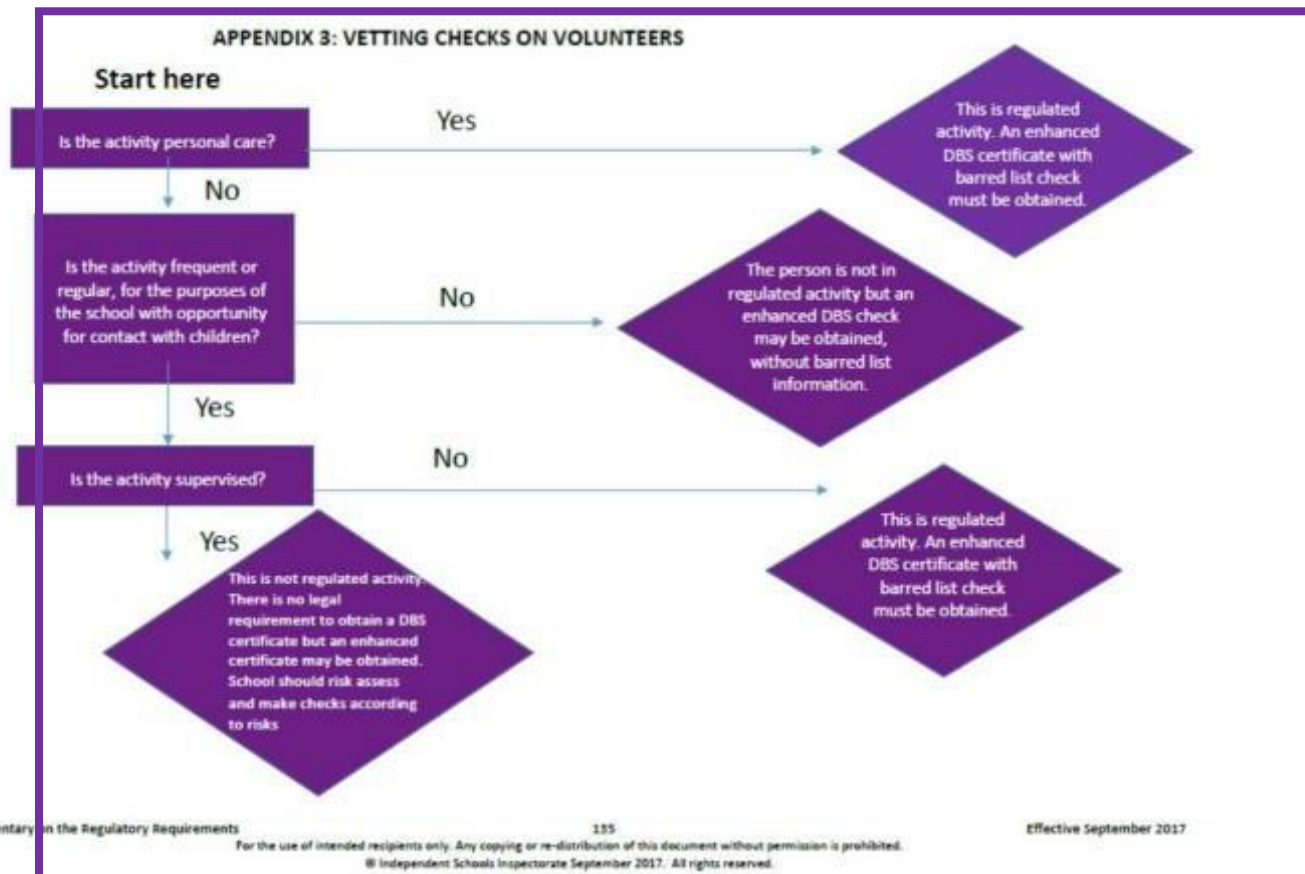 APPENDIX 3: VETTING CHECKS ON VOLUNTEERS
Start here
Is the activity personal care?
Yes
This is regulated
activity. An enhanced
DBS certificate with
barred list check
must be obtained.
No
Is the activity frequent or
regular, for the purposes of
the school with opportunity
for contact with children?
No
The person is not in
regulated activity but an
enhanced DBS check
may be obtained,
without barred list
information.
Yes
Is the activity supervised?
No
This is regulated
activity. An enhanced
DBS certificate with
barred list check
must be obtained.
Yes
This is not regulated activity.
There is no legal
requirement to obtain a DBS
certificate but an enhanced
certificate may be obtained.
School should risk assess
and make checks according
to risks
entary on the Regulatory Requirements
135
Effective September 2017
For the use of intended recipients only. Any copying or re-distribution of this document without permission is prohibited.
© Independent Schools Inspectorate September 2017. All rights reserved.